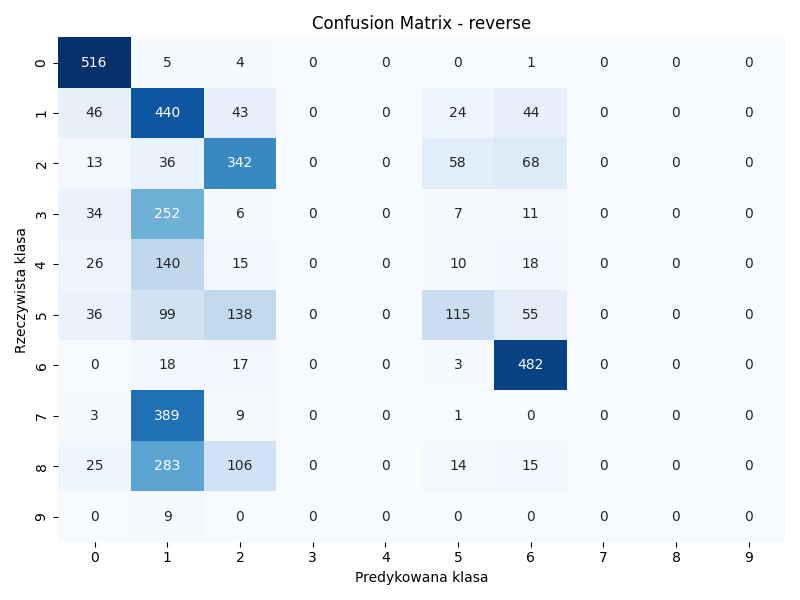 Confusion Matrix - reverse
Rzeczywista klasa
0 516 5 4 0 0 0 1 0 0 0
1 46 440 43 0 0 24 44 0 0 0
2 13 36 342 0 0 58 68 0 0 0
3 34 252 6 0 0 7 11 0 0 0
4 26 140 15 0 0 10 18 0 0 0
5 36 99 138 0 0 115 55 0 0 0
6 0 18 17 0 0 3 482 0 0 0
7 3 389 9 0 0 1 0 0 0 0
8 25 283 106 0 0 14 15 0 0 0
9 0 9 0 0 0 0 0 0 0 0
0 1 2 3 4 5 6 7 8 9
Predykowana klasa